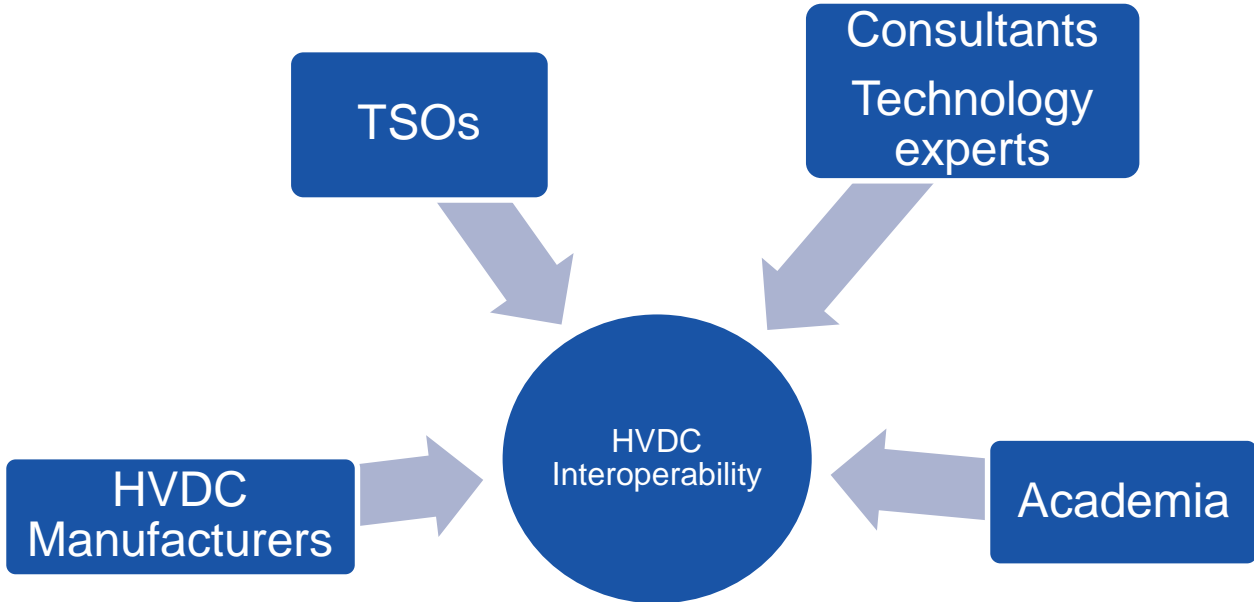 Consultants
Technology
experts
TSOs
HVDC
Interoperability
HVDC
Manufacturers
Academia